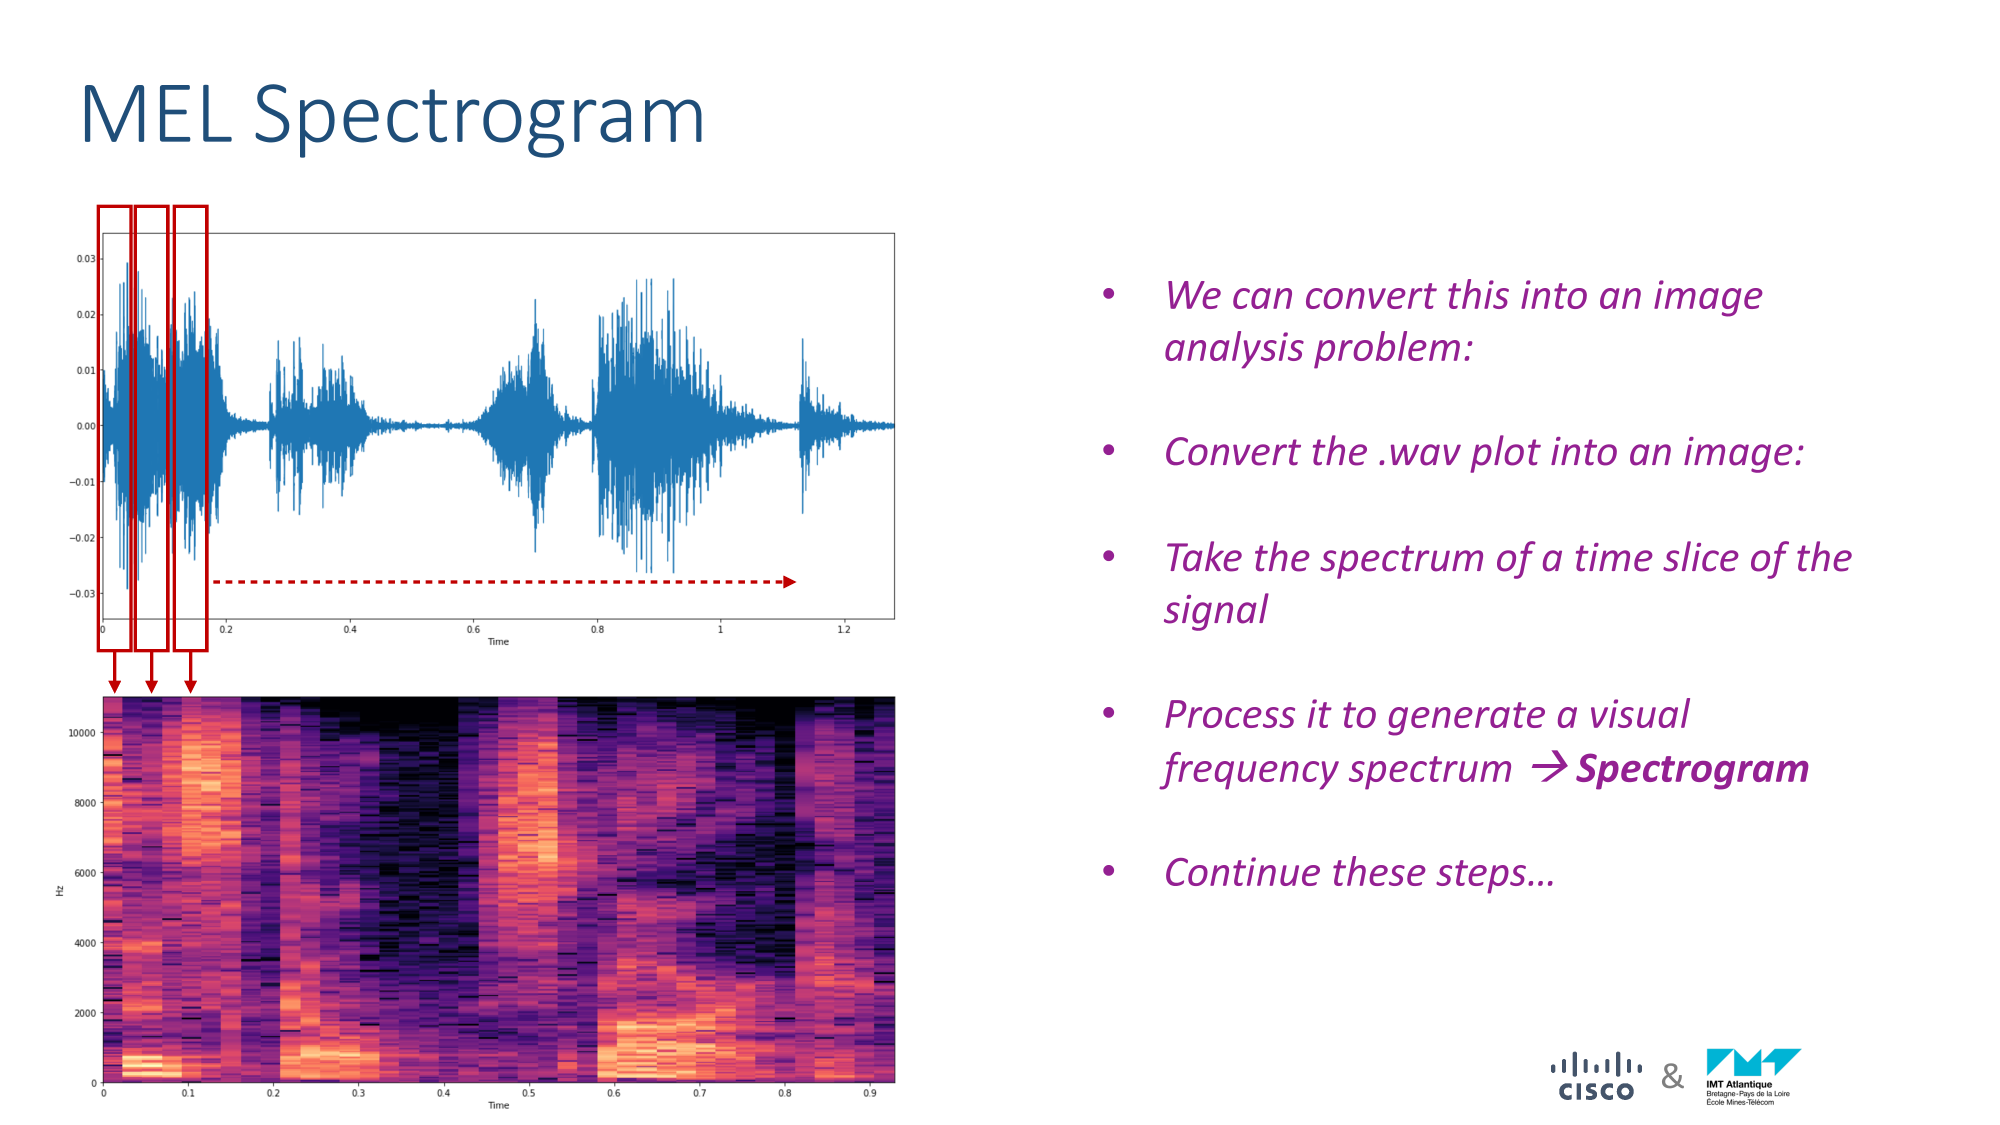 MEL Spectrogram
0.03
0.02
0.01
0.00
−0.01
−0.02
−0.03
0 0.2 0.4 0.6 0.8 1 1.2
Time
10000
8000
6000
4000
2000
0
Hz
0 0.1 0.2 0.3 0.4 0.5 0.6 0.7 0.8 0.9
Time
• We can convert this into an image
analysis problem:
• Convert the .wav plot into an image:
• Take the spectrum of a time slice of the
signal
• Process it to generate a visual
frequency spectrum → Spectrogram
• Continue these steps…
CISCO & IMT Atlantique
Bretagne-Pays de la Loire
École Mines-Télécom